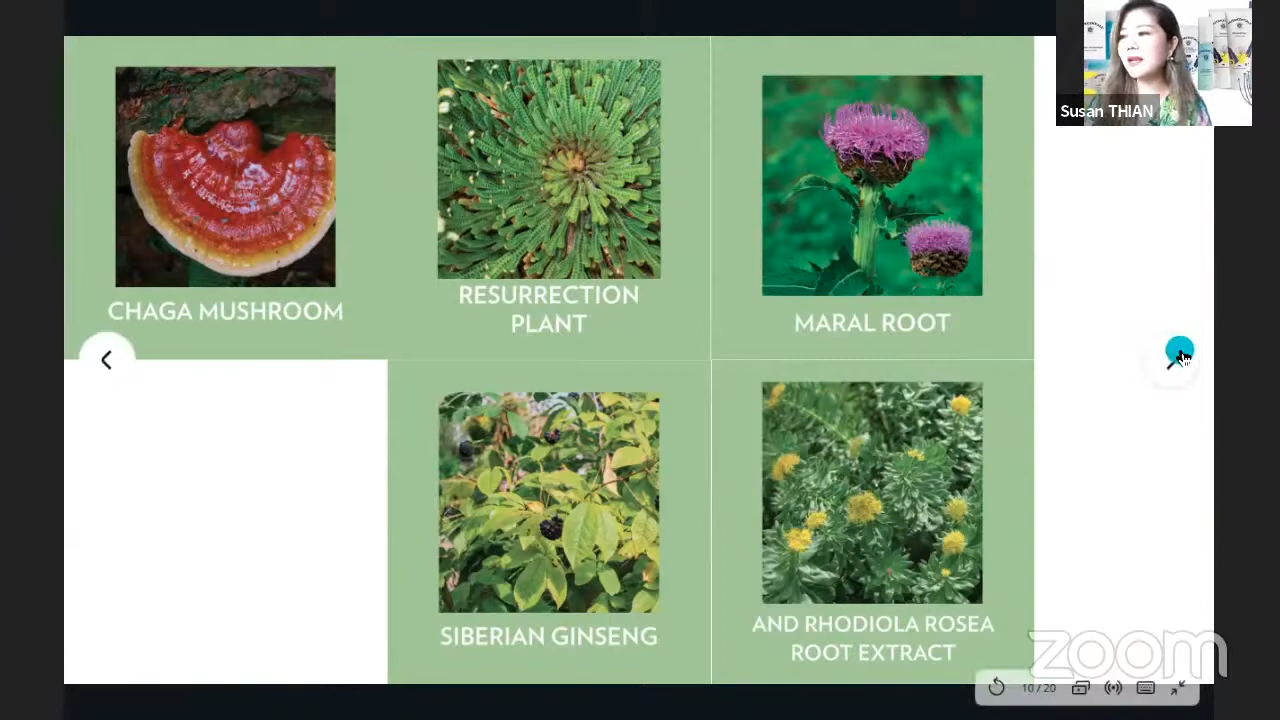 Susan THIAN
CHAGA MUSHROOM
RESURRECTION
PLANT
MARAL ROOT
SIBERIAN GINSENG
AND RHODIOLA ROSEA
ROOT EXTRACT
zoom
10/20